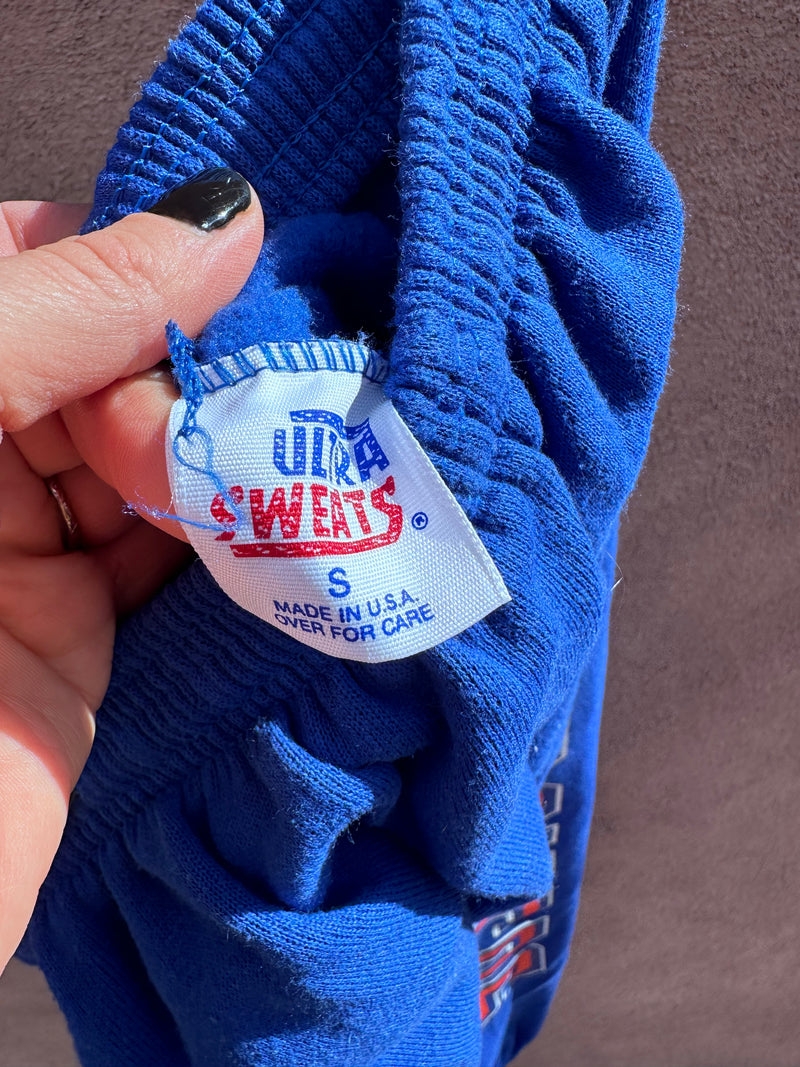 ULTRA
SWEATS®
S
MADE IN U.S.A.
OVER FOR CARE